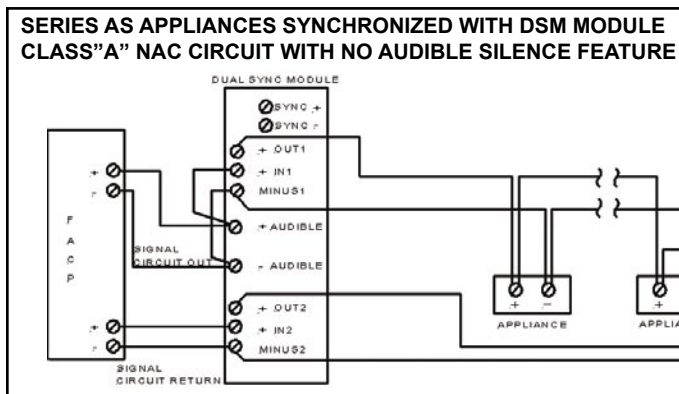 SERIES AS APPLIANCES SYNCHRONIZED WITH DSM MODULE
CLASS”A” NAC CIRCUIT WITH NO AUDIBLE SILENCE FEATURE
DUAL SYNC MODULE
SYNC +
SYNC -
+ OUT1
+ IN1
MINUS1
+ AUDIBLE
- AUDIBLE
+ OUT2
+ IN2
MINUS2
+
-
F
A
C
P
+
-
SIGNAL
CIRCUIT OUT
SIGNAL
CIRCUIT RETURN
+ -
APPLIANCE
+
APPLIA